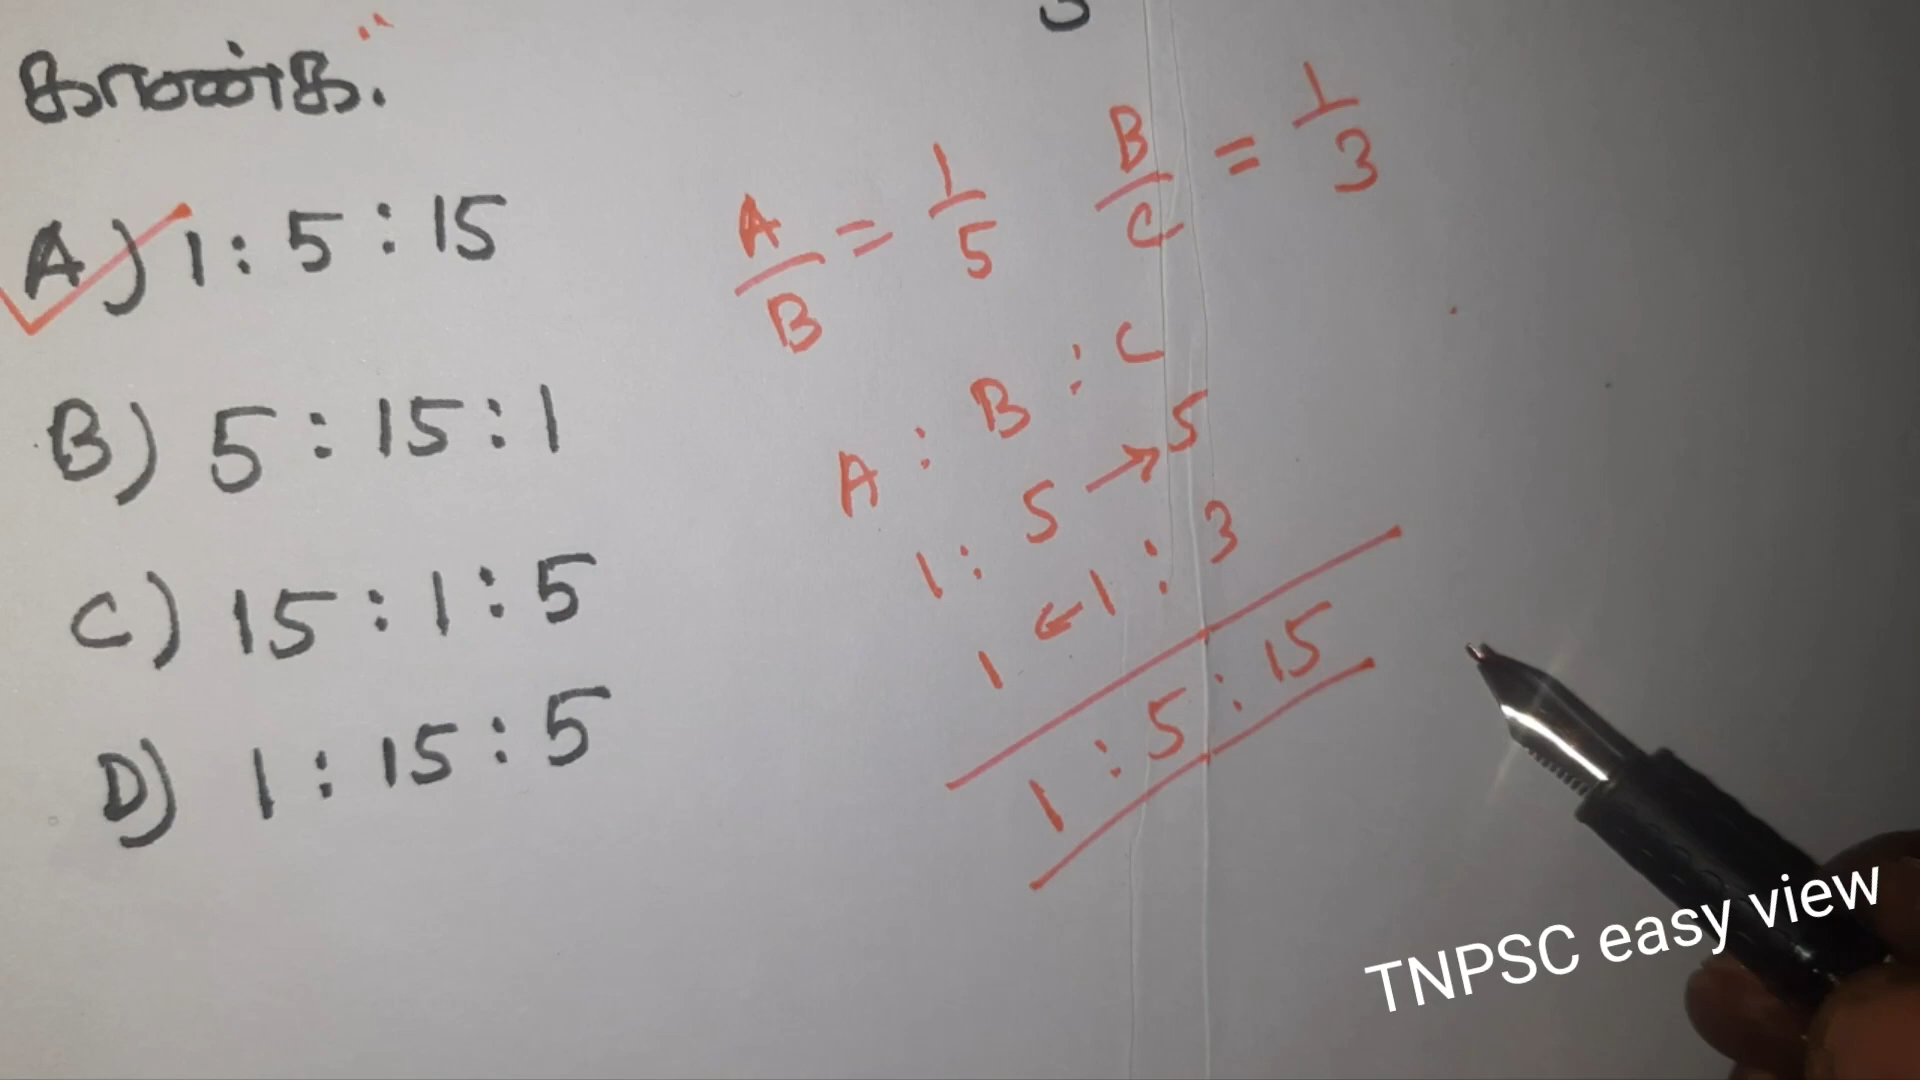 காண்க.
A) 1 : 5 : 15
B) 5 : 15 : 1
C) 15 : 1 : 5
D) 1 : 15 : 5
A/B = 1/5 B/C = 1/3
A : B : C
1 : 5 → 5
1 ← 1 : 3
1 : 5 : 15
TNPSC easy view